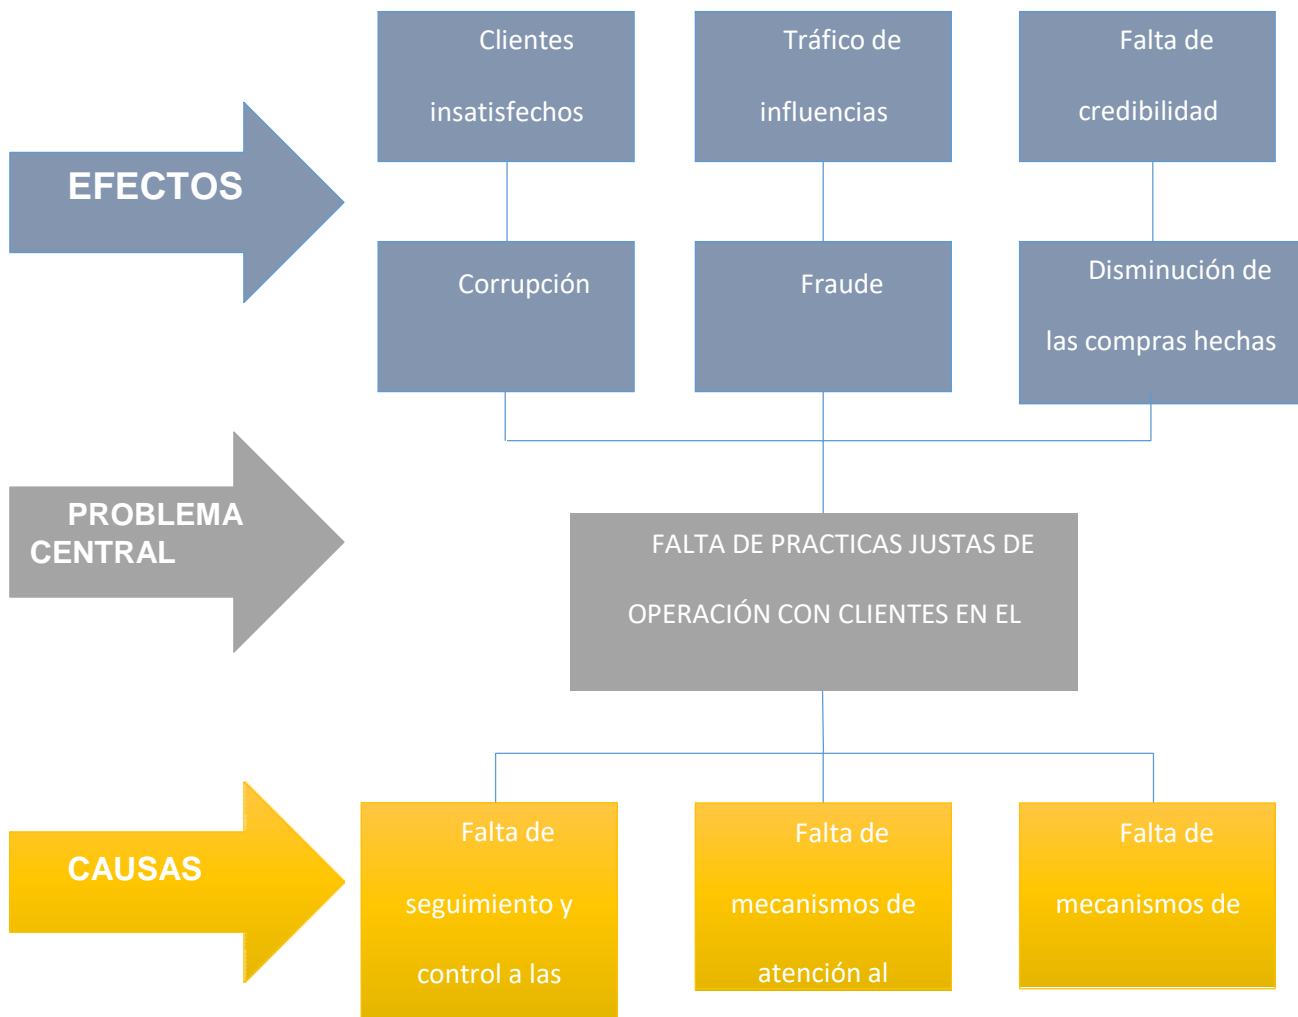 Clientes
insatisfechos
Tráfico de
influencias
Falta de
credibilidad
EFECTOS
Corrupción
Fraude
Disminución de
las compras hechas
PROBLEMA
CENTRAL
FALTA DE PRACTICAS JUSTAS DE
OPERACIÓN CON CLIENTES EN EL
CAUSAS
Falta de
seguimiento y
control a las
Falta de
mecanismos de
atención al
Falta de
mecanismos de